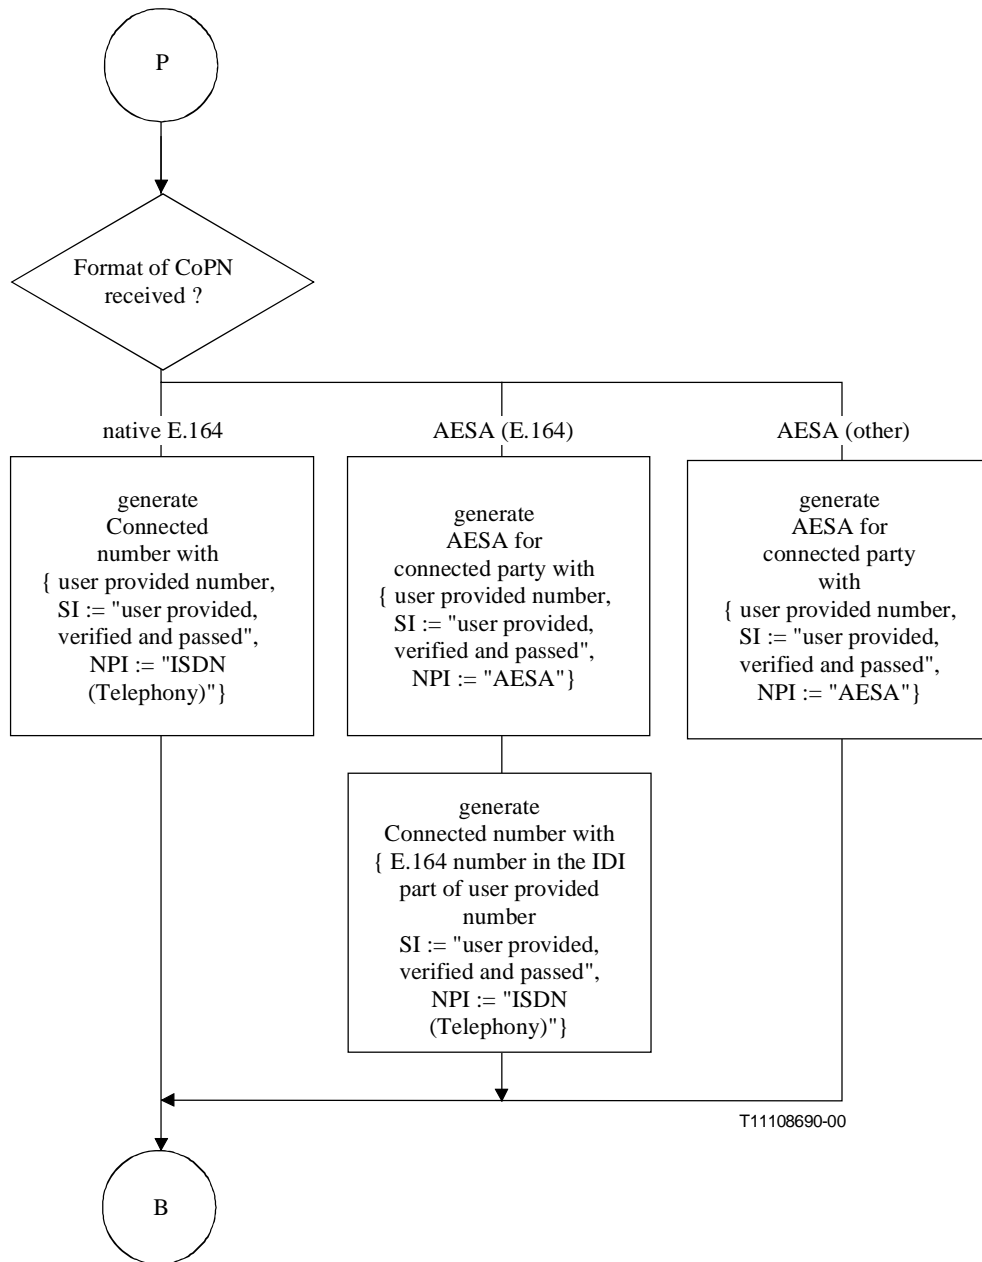 P
Format of CoPN
received ?
native E.164
AESA (E.164)
AESA (other)
generate
Connected
number with
{ user provided number,
SI := "user provided,
verified and passed",
NPI := "ISDN
(Telephony)"}
generate
AESA for
connected party with
{ user provided number,
SI := "user provided,
verified and passed",
NPI := "AESA"}
generate
AESA for
connected party
with
{ user provided number,
SI := "user provided,
verified and passed",
NPI := "AESA"}
generate
Connected number with
{ E.164 number in the IDI
part of user provided
number
SI := "user provided,
verified and passed",
NPI := "ISDN
(Telephony)"}
T11108690-00
B